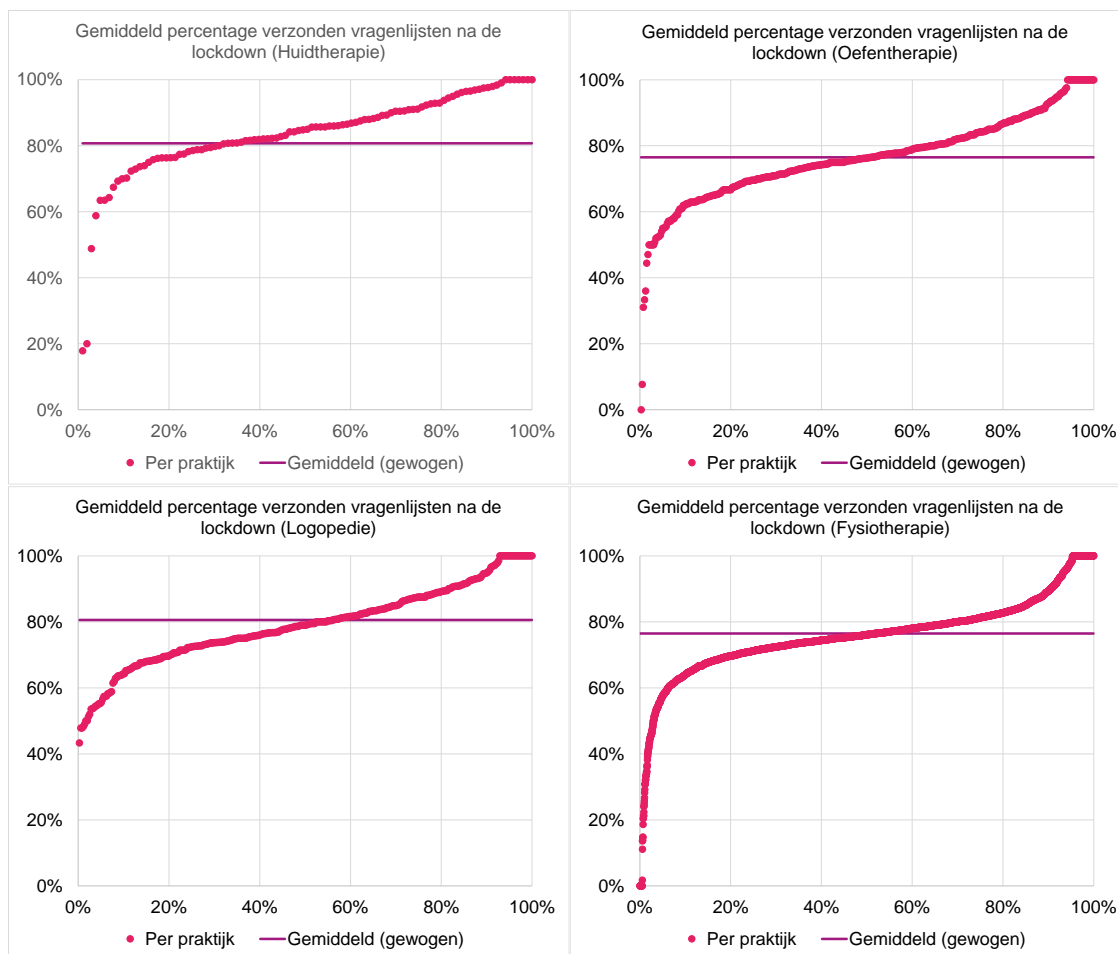 Gemiddeld percentage verzonden vragenlijsten na de
lockdown (Huidtherapie)
100%
80%
60%
40%
20%
0%
0% 20% 40% 60% 80% 100%
Per praktijk Gemiddeld (gewogen)
Gemiddeld percentage verzonden vragenlijsten na de
lockdown (Oefentherapie)
100%
80%
60%
40%
20%
0%
0% 20% 40% 60% 80% 100%
Per praktijk Gemiddeld (gewogen)
Gemiddeld percentage verzonden vragenlijsten na de
lockdown (Logopedie)
100%
80%
60%
40%
20%
0%
0% 20% 40% 60% 80% 100%
Per praktijk Gemiddeld (gewogen)
Gemiddeld percentage verzonden vragenlijsten na de
lockdown (Fysiotherapie)
100%
80%
60%
40%
20%
0%
0% 20% 40% 60% 80% 100%
Per praktijk Gemiddeld (gewogen)